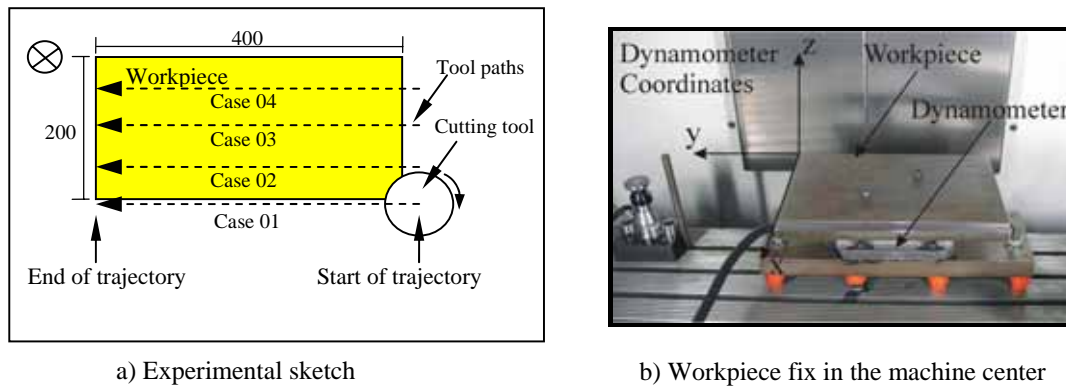 400
Workpiece
Case 04
Tool paths
200
Case 03
Cutting tool
Case 02
Case 01
End of trajectory
Start of trajectory
a) Experimental sketch
Dynamometer
Coordinates
z
Workpiece
Dynamometer
y
x
b) Workpiece fix in the machine center